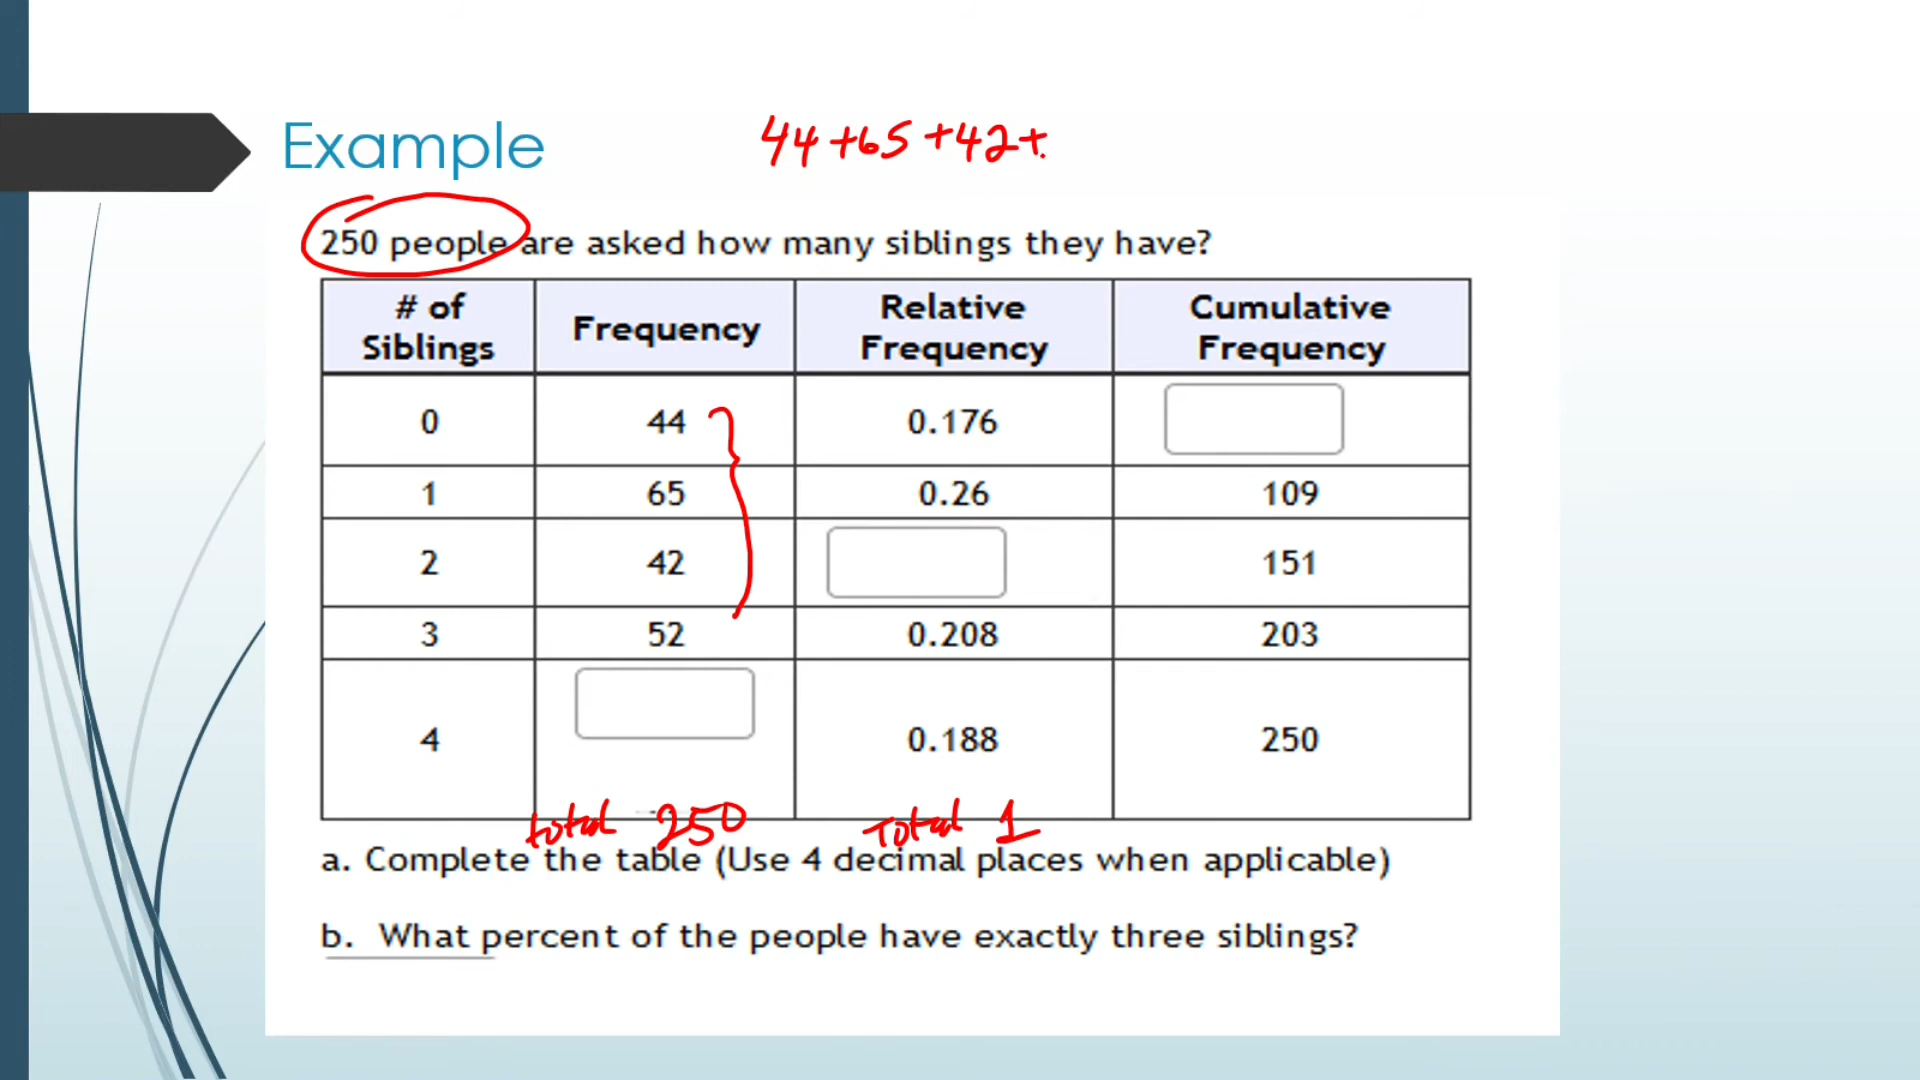 Example
44+65+42+
250 people are asked how many siblings they have?
# of Siblings Frequency Relative Frequency Cumulative Frequency
0 44 0.176
1 65 0.26 109
2 42 151
3 52 0.208 203
4 0.188 250
total 250 Total 1
a. Complete the table (Use 4 decimal places when applicable)
b. What percent of the people have exactly three siblings?